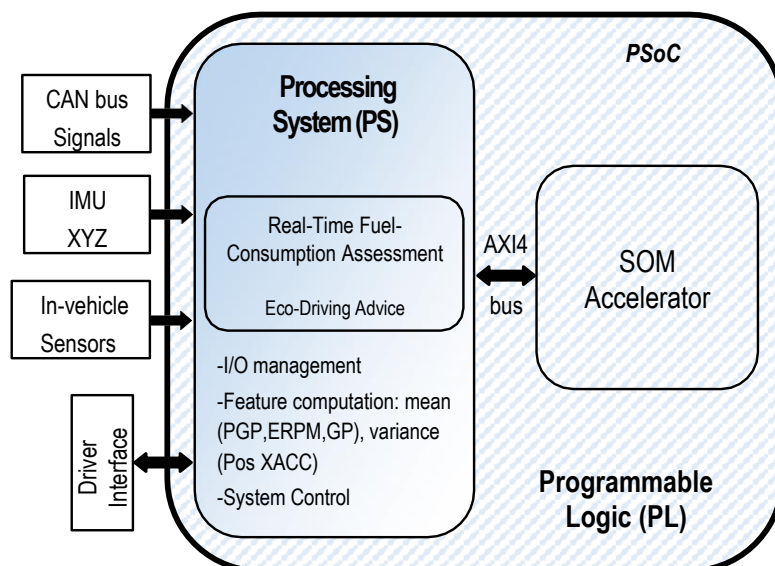 PSoC
CAN bus
Signals
IMU
XYZ
In-vehicle
Sensors
Driver
Interface
Processing
System (PS)
Real-Time Fuel-
Consumption Assessment
Eco-Driving Advice
-I/O management
-Feature computation: mean
(PGP,ERPM,GP), variance
(Pos XACC)
-System Control
AXI4
bus
SOM
Accelerator
Programmable
Logic (PL)